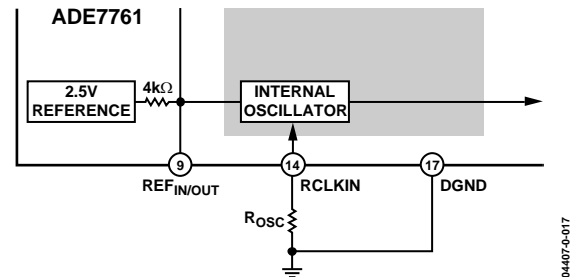 ADE7761
2.5V
REFERENCE
4kΩ
INTERNAL
OSCILLATOR
9
14
17
REFIN/OUT
RCLKIN
DGND
ROSC
04407-0-017